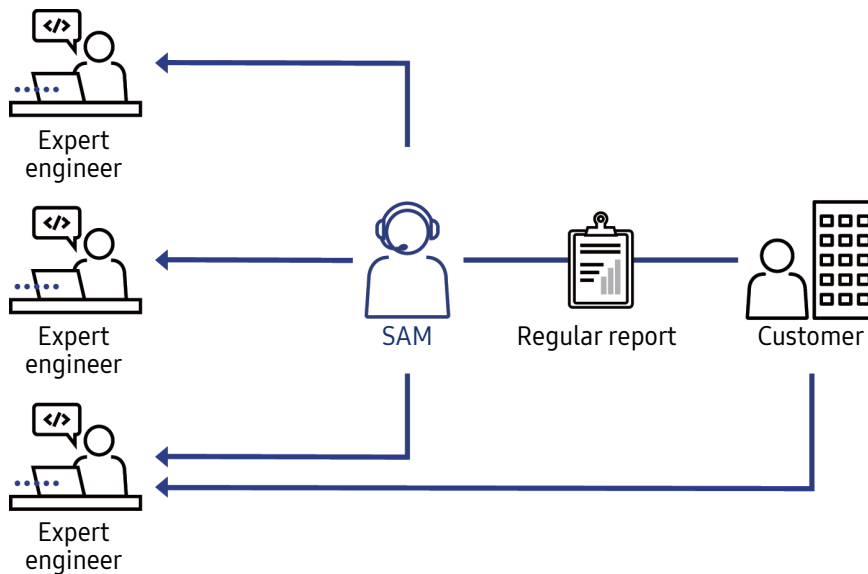 </>
Expert
engineer
</>
Expert
engineer
SAM
Regular report
Customer
</>
Expert
engineer